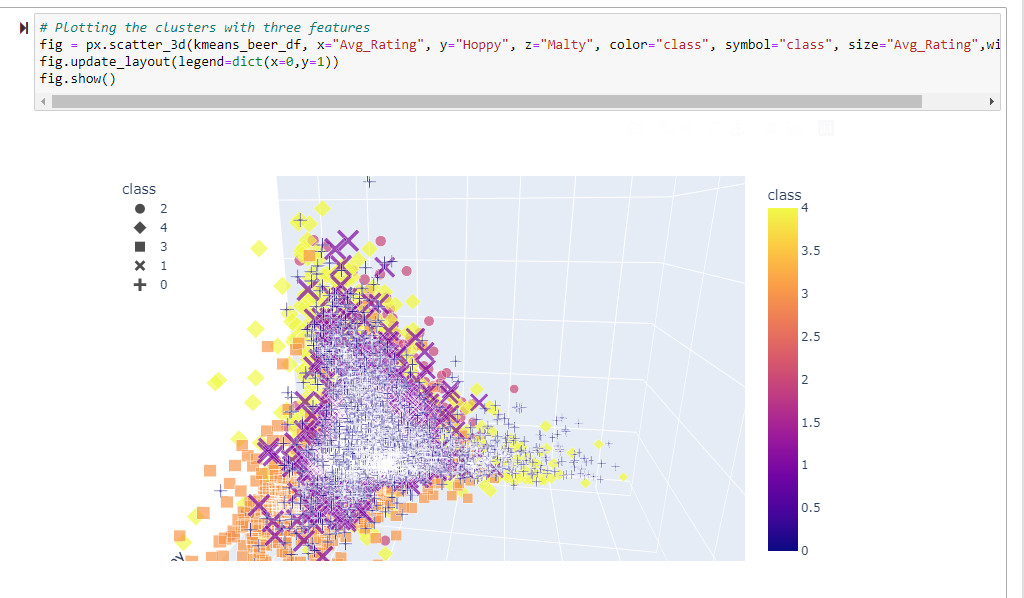 # Plotting the clusters with three features
fig = px.scatter_3d(kmeans_beer_df, x="Avg_Rating", y="Hoppy", z="Malty", color="class", symbol="class", size="Avg_Rating",wi
fig.update_layout(legend=dict(x=0,y=1))
fig.show()
class
2
4
3
1
0
class
4
3.5
3
2.5
2
1.5
1
0.5
0